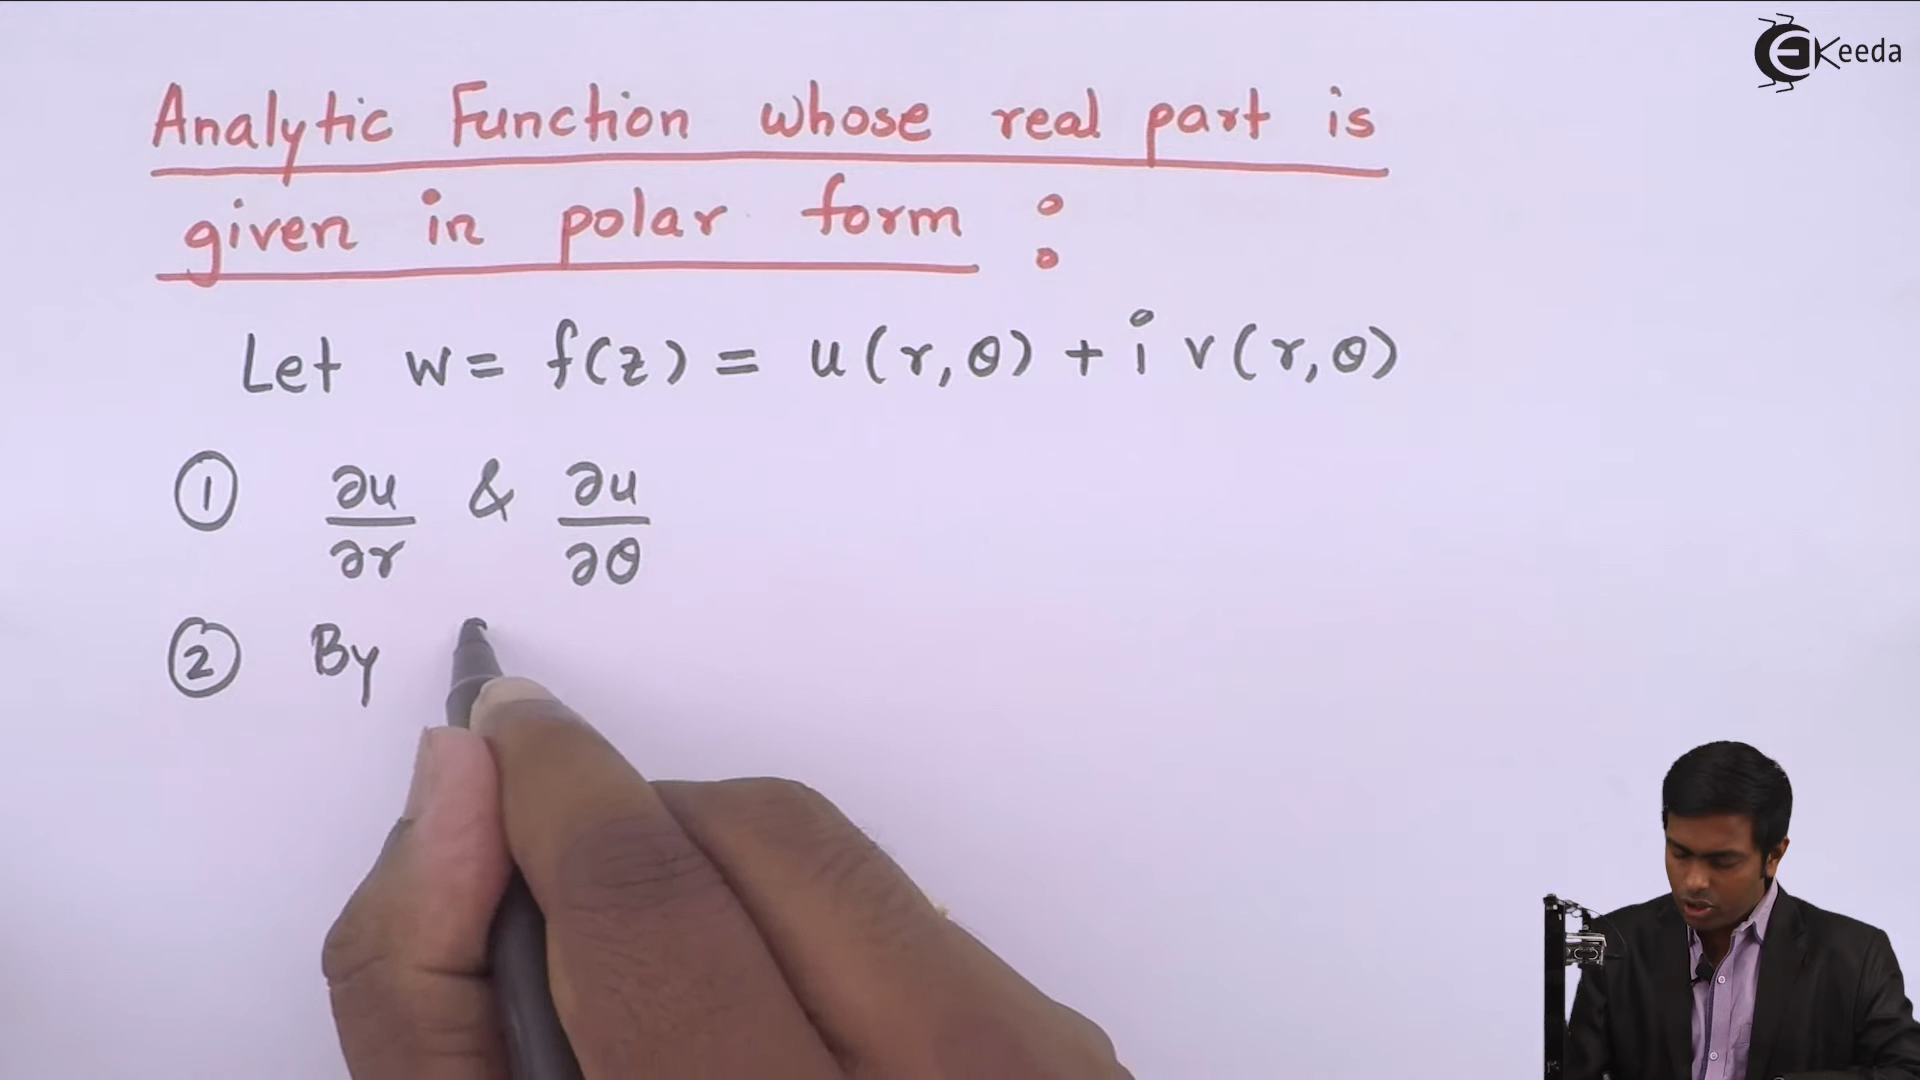 EKeeda
Analytic Function whose real part is
given in polar form :
Let w = f(z) = u(r,θ) + i v(r,θ)
① ∂u/∂r & ∂u/∂θ
② By